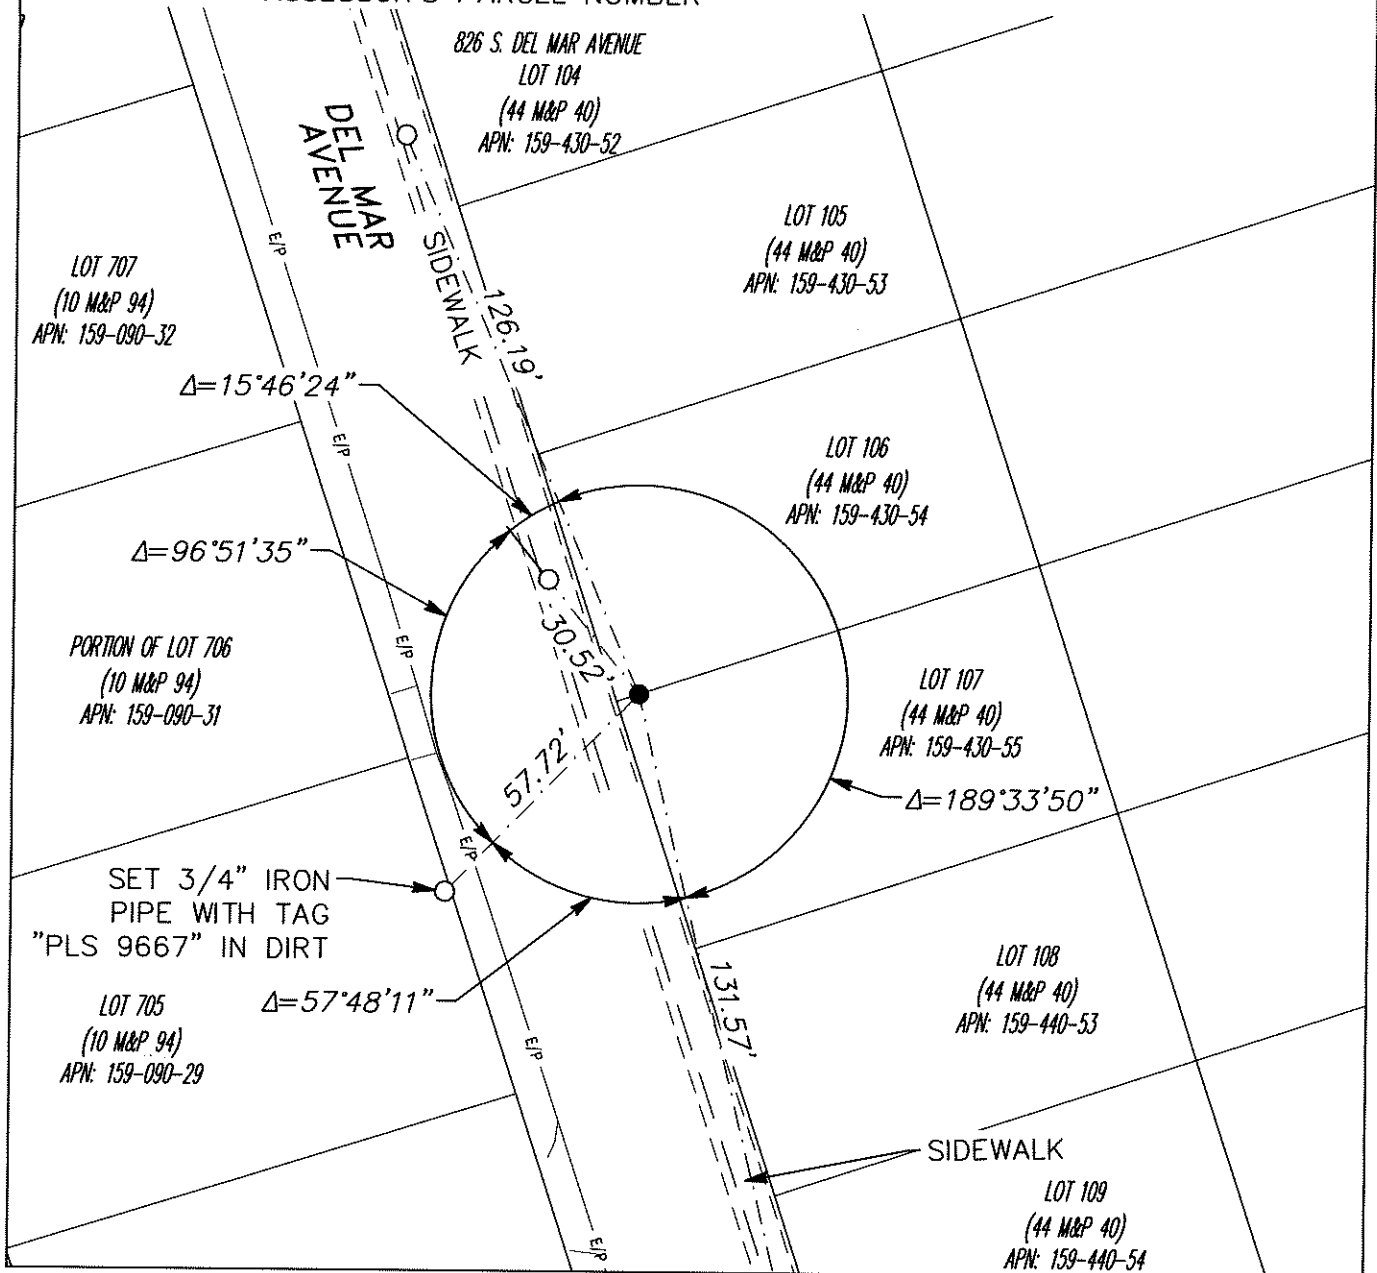 826 S. DEL MAR AVENUE
LOT 104
(44 M&P 40)
APN: 159-430-52
DEL MAR
AVENUE
SIDEWALK
126.19'
E/P
LOT 105
(44 M&P 40)
APN: 159-430-53
LOT 707
(10 M&P 94)
APN: 159-090-32
Δ=15°46'24"
E/P
LOT 106
(44 M&P 40)
APN: 159-430-54
Δ=96°51'35"
30.52'
E/P
PORTION OF LOT 706
(10 M&P 94)
APN: 159-090-31
LOT 107
(44 M&P 40)
APN: 159-430-55
57.72'
Δ=189°33'50"
E/P
SET 3/4" IRON
PIPE WITH TAG
"PLS 9667" IN DIRT
Δ=57°48'11"
131.57'
LOT 705
(10 M&P 94)
APN: 159-090-29
E/P
LOT 108
(44 M&P 40)
APN: 159-440-53
SIDEWALK
LOT 109
(44 M&P 40)
APN: 159-440-54
E/P